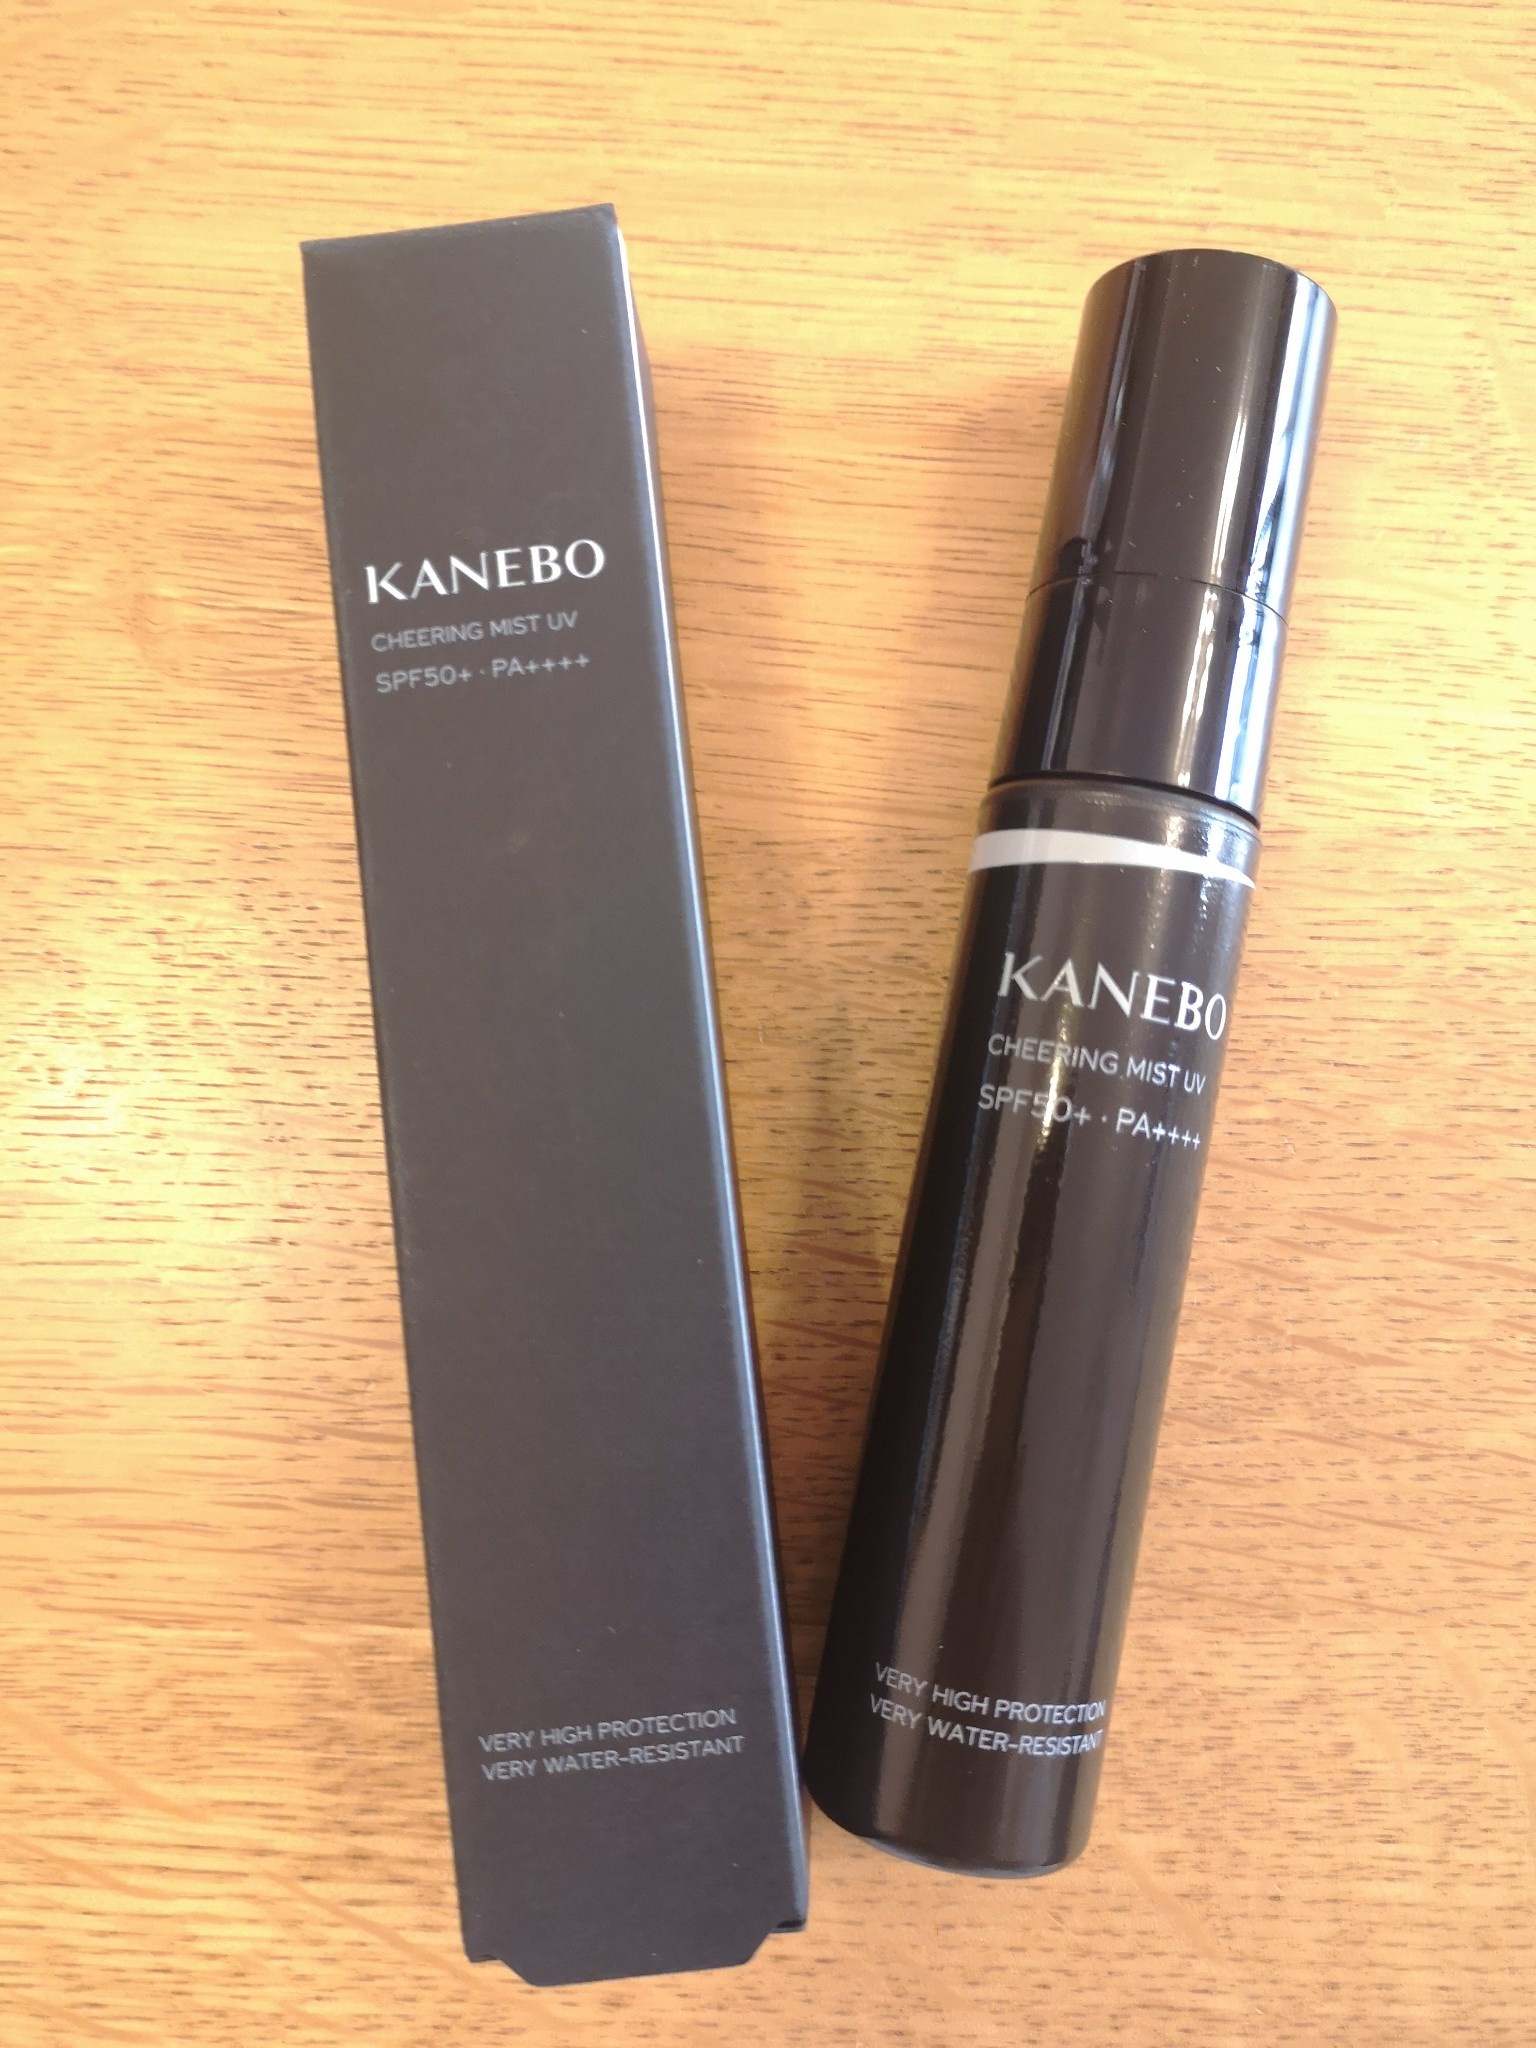 KANEBO
CHEERING MIST UV
SPF50+ · PA++++
VERY HIGH PROTECTION
VERY WATER-RESISTANT
KANEBO
CHEERING MIST UV
SPF50+ · PA++++
VERY HIGH PROTECTION
VERY WATER-RESISTANT